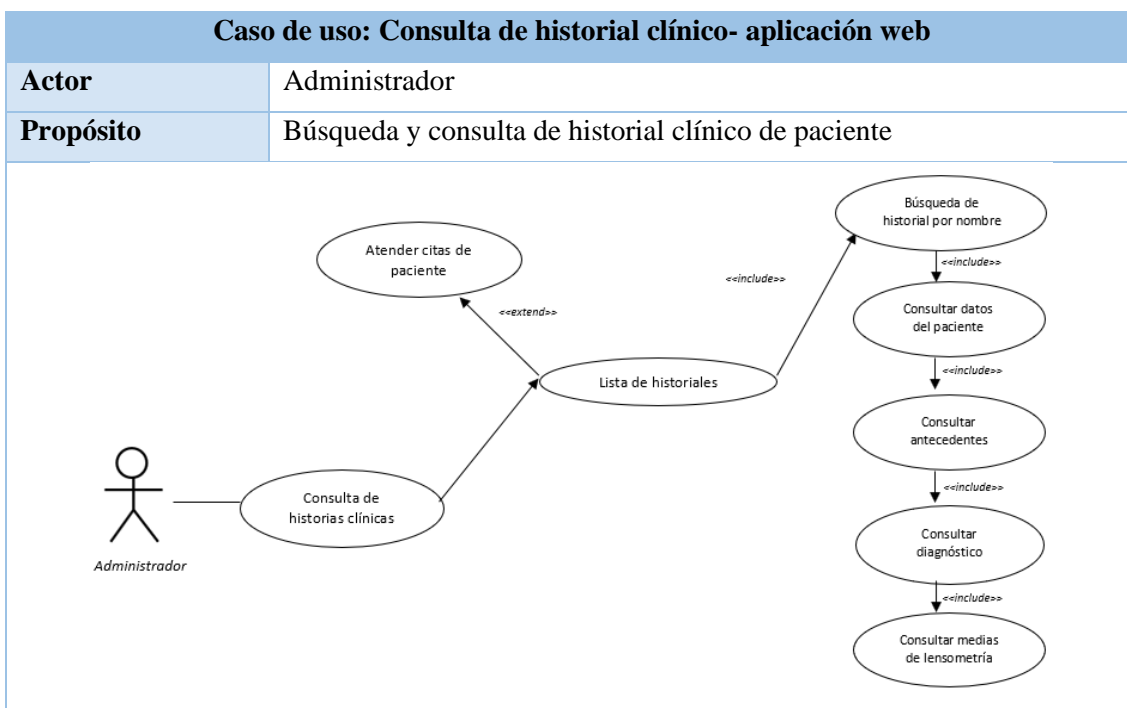 Caso de uso: Consulta de historial clínico- aplicación web
Actor Administrador
Propósito Búsqueda y consulta de historial clínico de paciente
Búsqueda de
historial por nombre
Atender citas de
paciente
<<include>>
<<include>>
<<extend>>
Consultar datos
del paciente
<<include>>
Lista de historiales
Consultar
antecedentes
<<include>>
Consulta de
historias clínicas
Administrador
Consultar
diagnóstico
<<include>>
Consultar medias
de lensometría